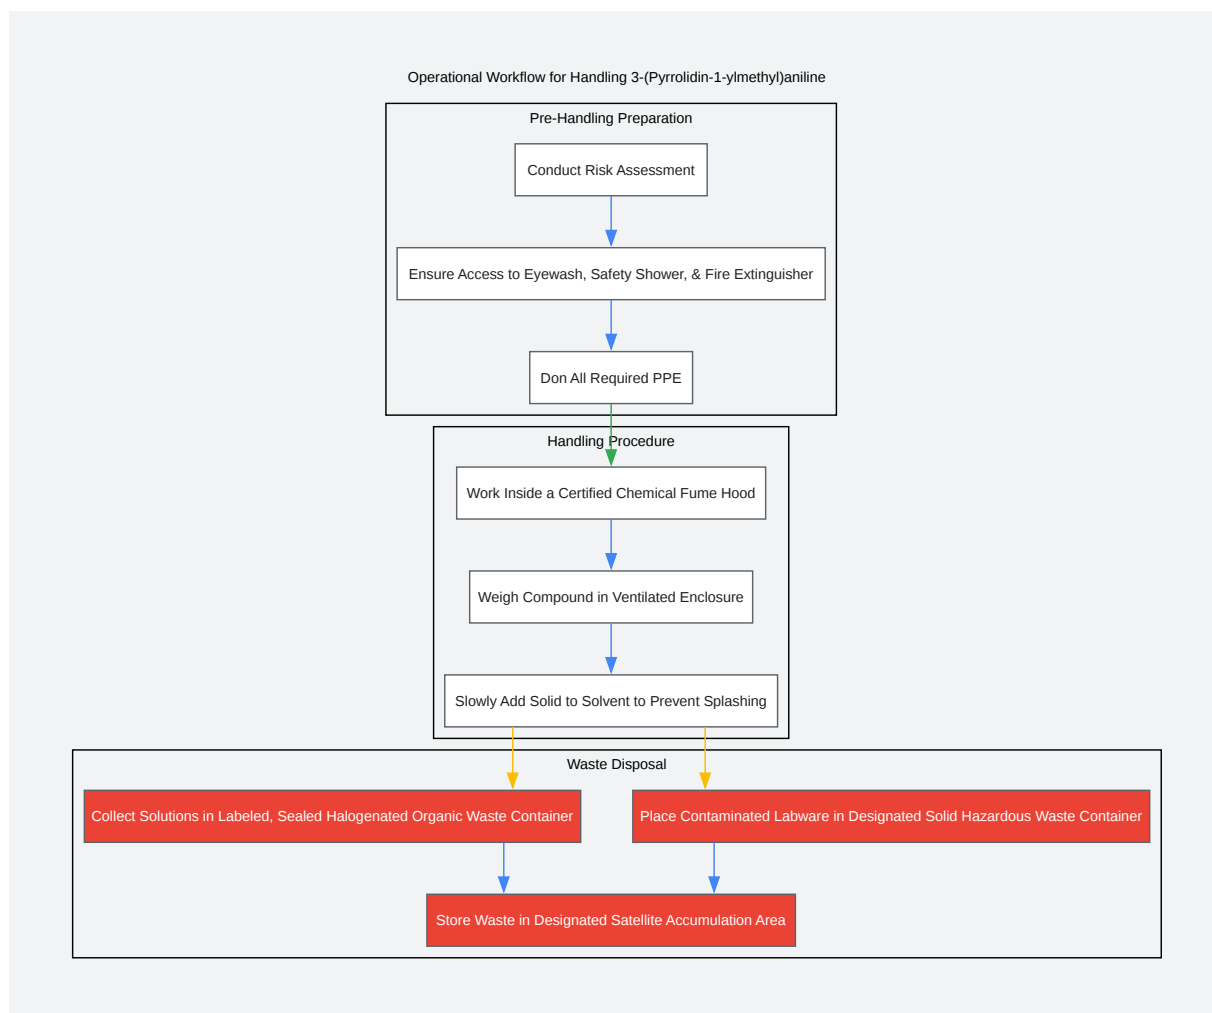 Operational Workflow for Handling 3-(Pyrrolidin-1-ylmethyl)aniline
Pre-Handling Preparation
Conduct Risk Assessment
Ensure Access to Eyewash, Safety Shower, & Fire Extinguisher
Don All Required PPE
Handling Procedure
Work Inside a Certified Chemical Fume Hood
Weigh Compound in Ventilated Enclosure
Slowly Add Solid to Solvent to Prevent Splashing
Waste Disposal
Collect Solutions in Labeled, Sealed Halogenated Organic Waste Container
Place Contaminated Labware in Designated Solid Hazardous Waste Container
Store Waste in Designated Satellite Accumulation Area